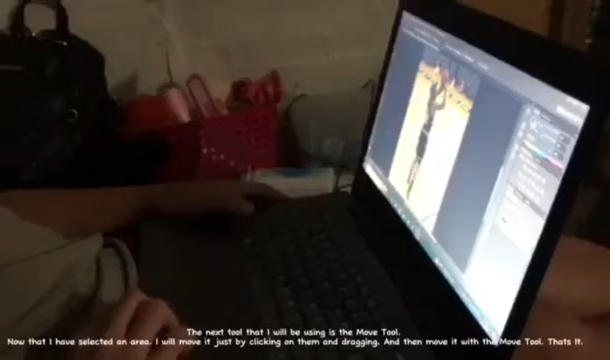 The next tool that I will be using is the Move Tool.
Now that I have selected an area. I will move it just by clicking on them and dragging. And then move it with the Move Tool. Thats It.